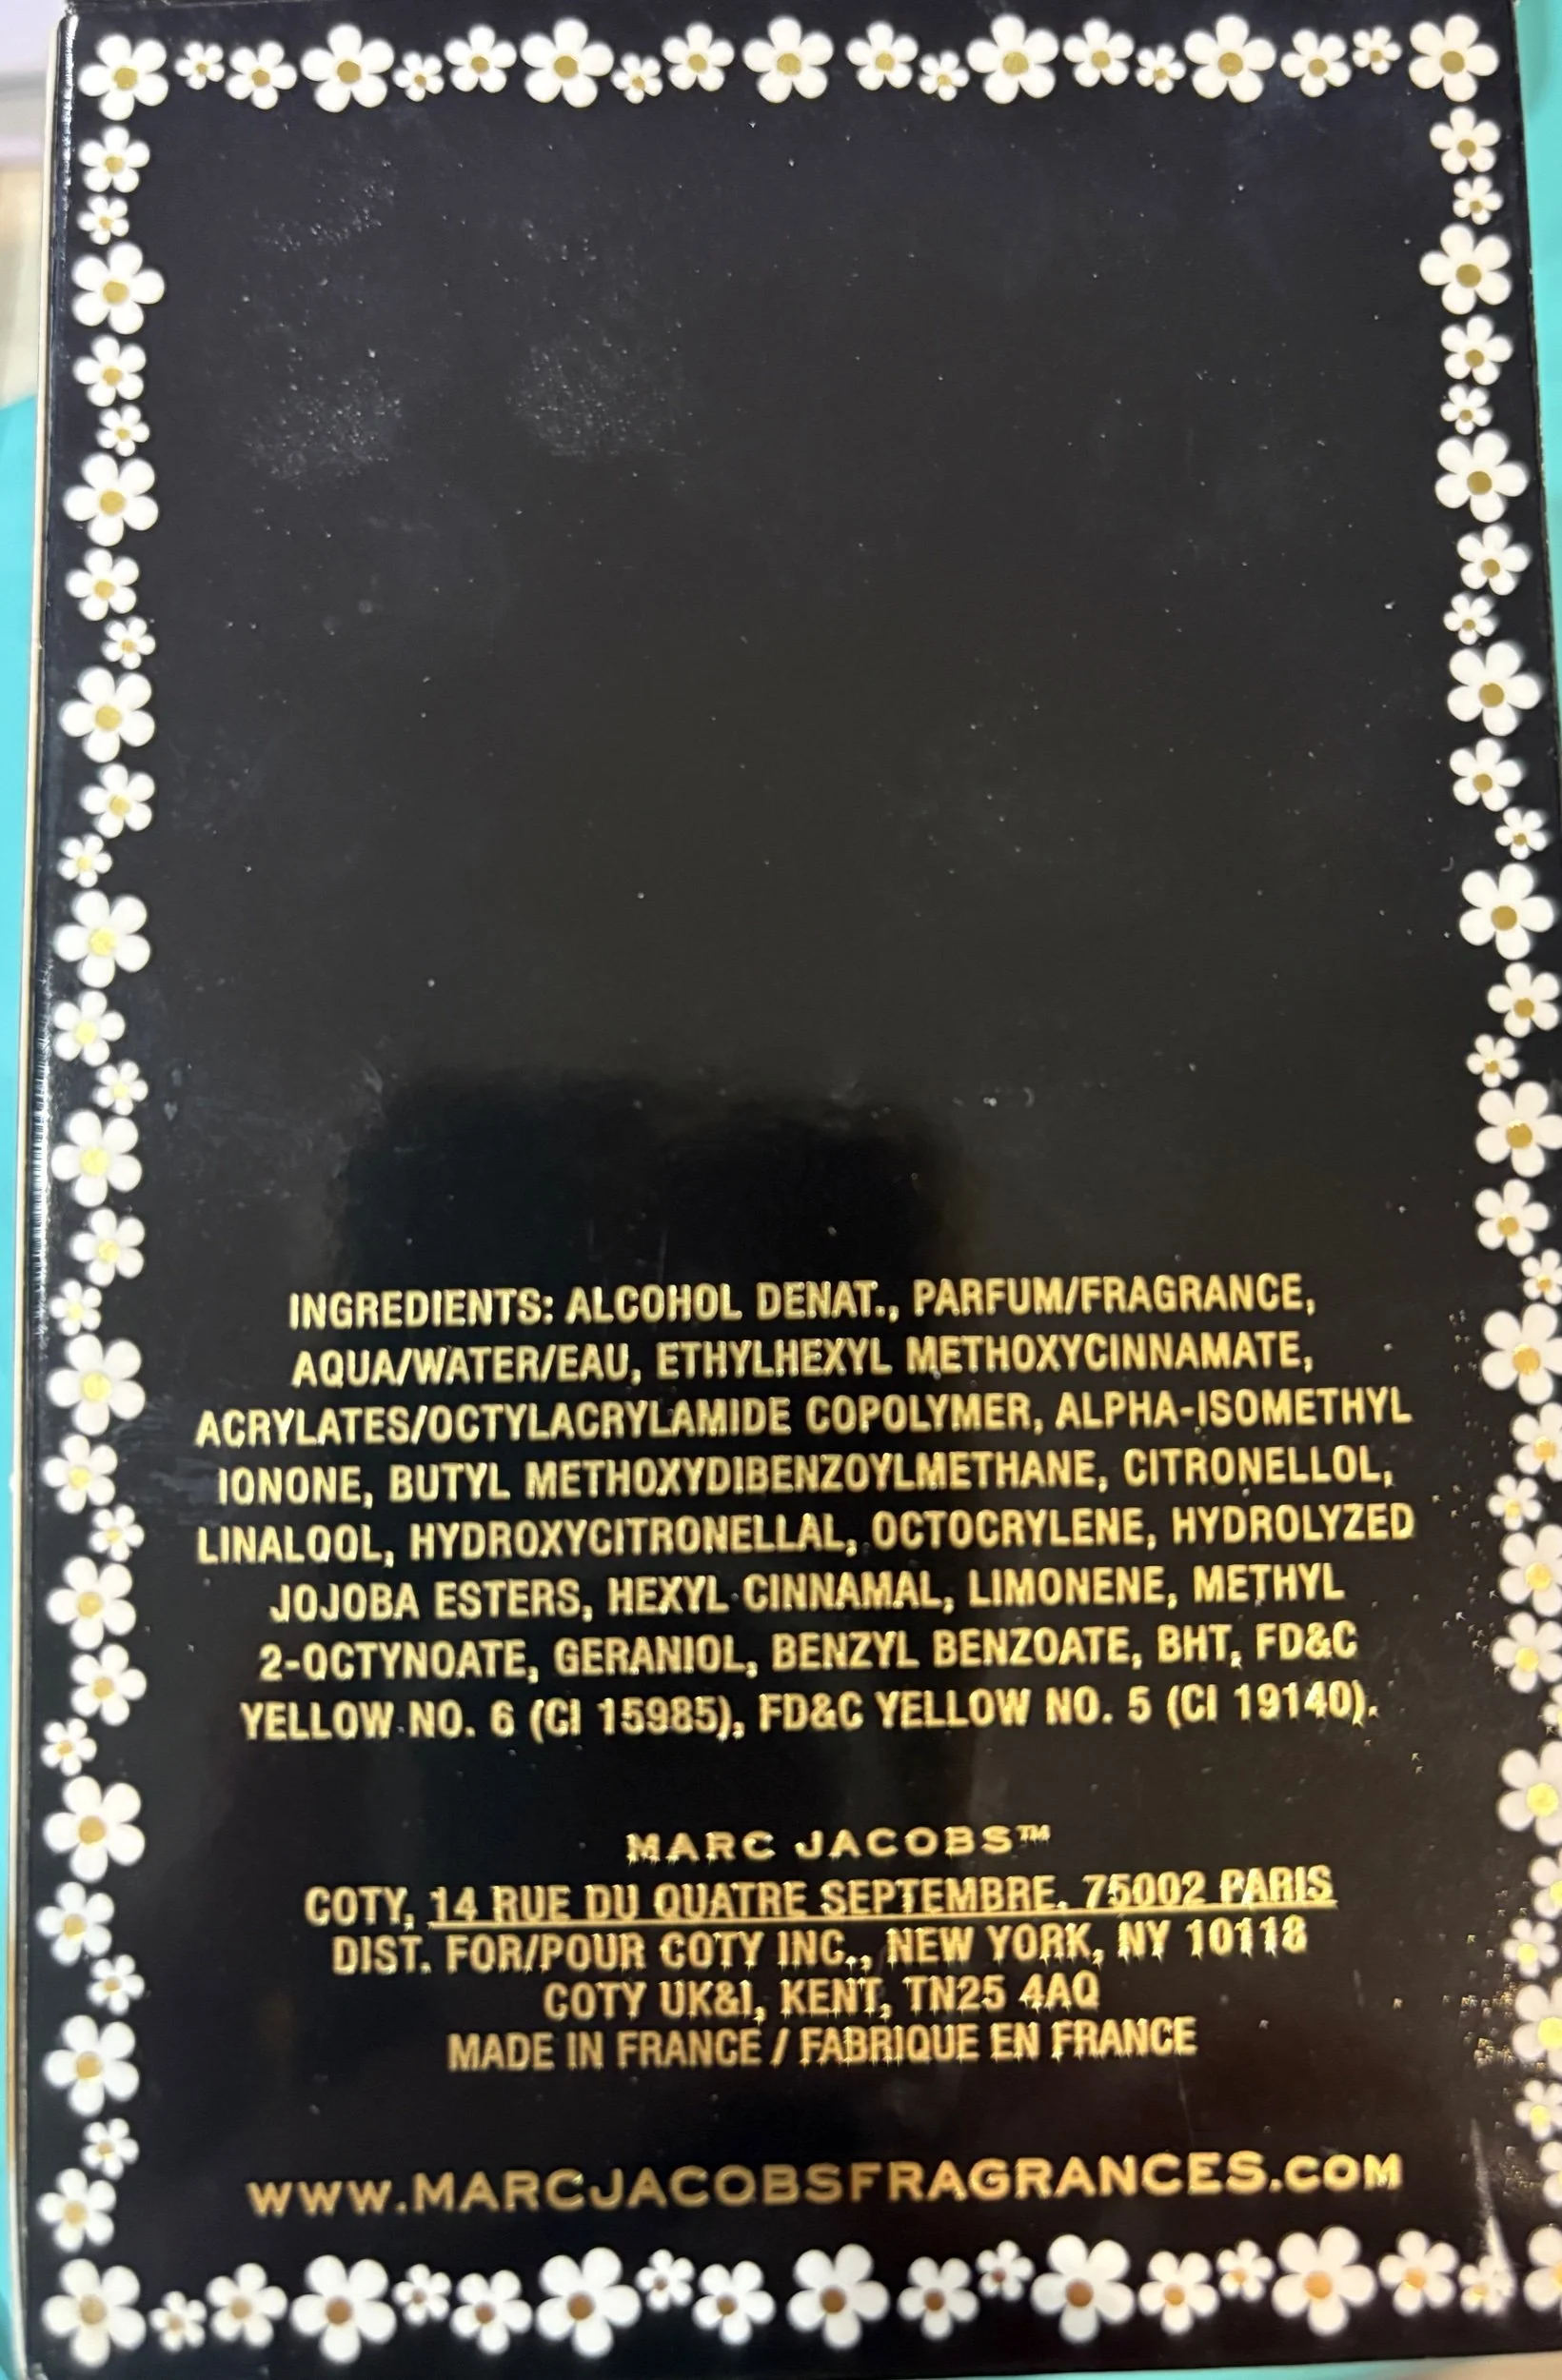 INGREDIENTS: ALCOHOL DENAT., PARFUM/FRAGRANCE,
AQUA/WATER/EAU, ETHYLHEXYL METHOXYCINNAMATE,
ACRYLATES/OCTYLACRYLAMIDE COPOLYMER, ALPHA-ISOMETHYL
IONONE, BUTYL METHOXYDIBENZOYLMETHANE, CITRONELLOL,
LINALOOL, HYDROXYCITRONELLAL, OCTOCRYLENE, HYDROLYZED
JOJOBA ESTERS, HEXYL CINNAMAL, LIMONENE, METHYL
2-OCTYNOATE, GERANIOL, BENZYL BENZOATE, BHT, FD&C
YELLOW NO. 6 (CI 15985), FD&C YELLOW NO. 5 (CI 19140).
MARC JACOBS™
COTY, 14 RUE DU QUATRE SEPTEMBRE, 75002 PARIS
DIST. FOR/POUR COTY INC., NEW YORK, NY 10118
COTY UK&I, KENT, TN25 4AQ
MADE IN FRANCE / FABRIQUE EN FRANCE
WWW.MARCJACOBSFRAGRANCES.COM